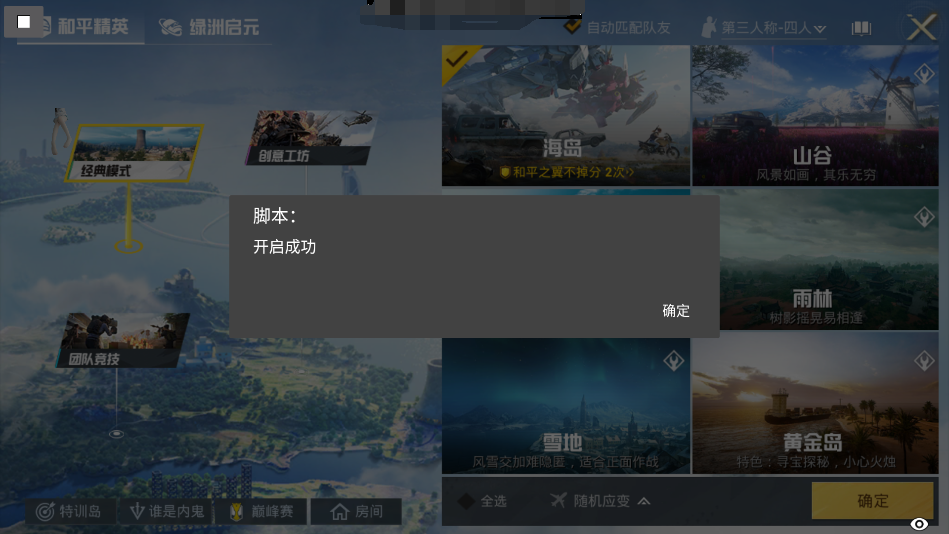 和平精英
绿洲启元
自动匹配队友
第三人称-四人
经典模式
创意工坊
海岛
和平之翼不掉分 2次
山谷
风景如画，其乐无穷
脚本：
开启成功
确定
雨林
树影摇晃易相逢
团队竞技
雪地
风雪交加难隐匿，适合正面作战
黄金岛
特色：寻宝探秘，小心火烛
特训岛
谁是内鬼
巅峰赛
房间
全选
随机应变
确定